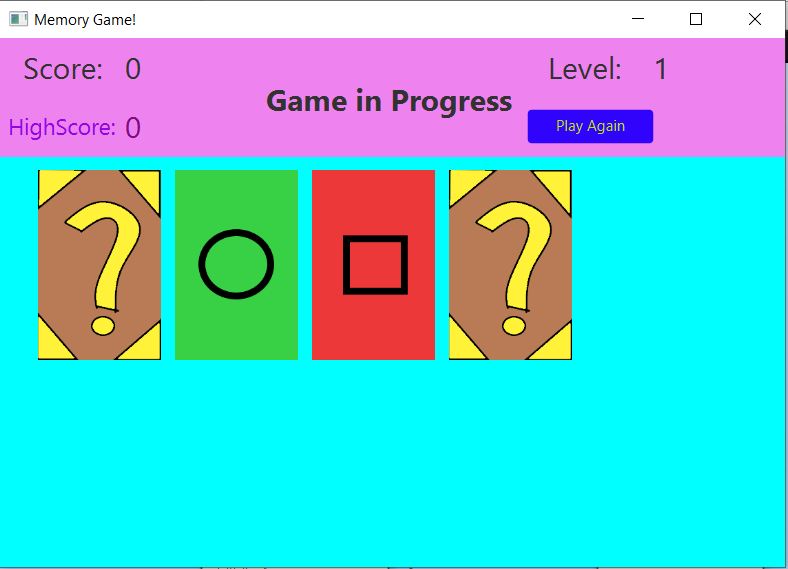 Memory Game!
Score: 0
Level: 1
Game in Progress
HighScore: 0
Play Again
?
?